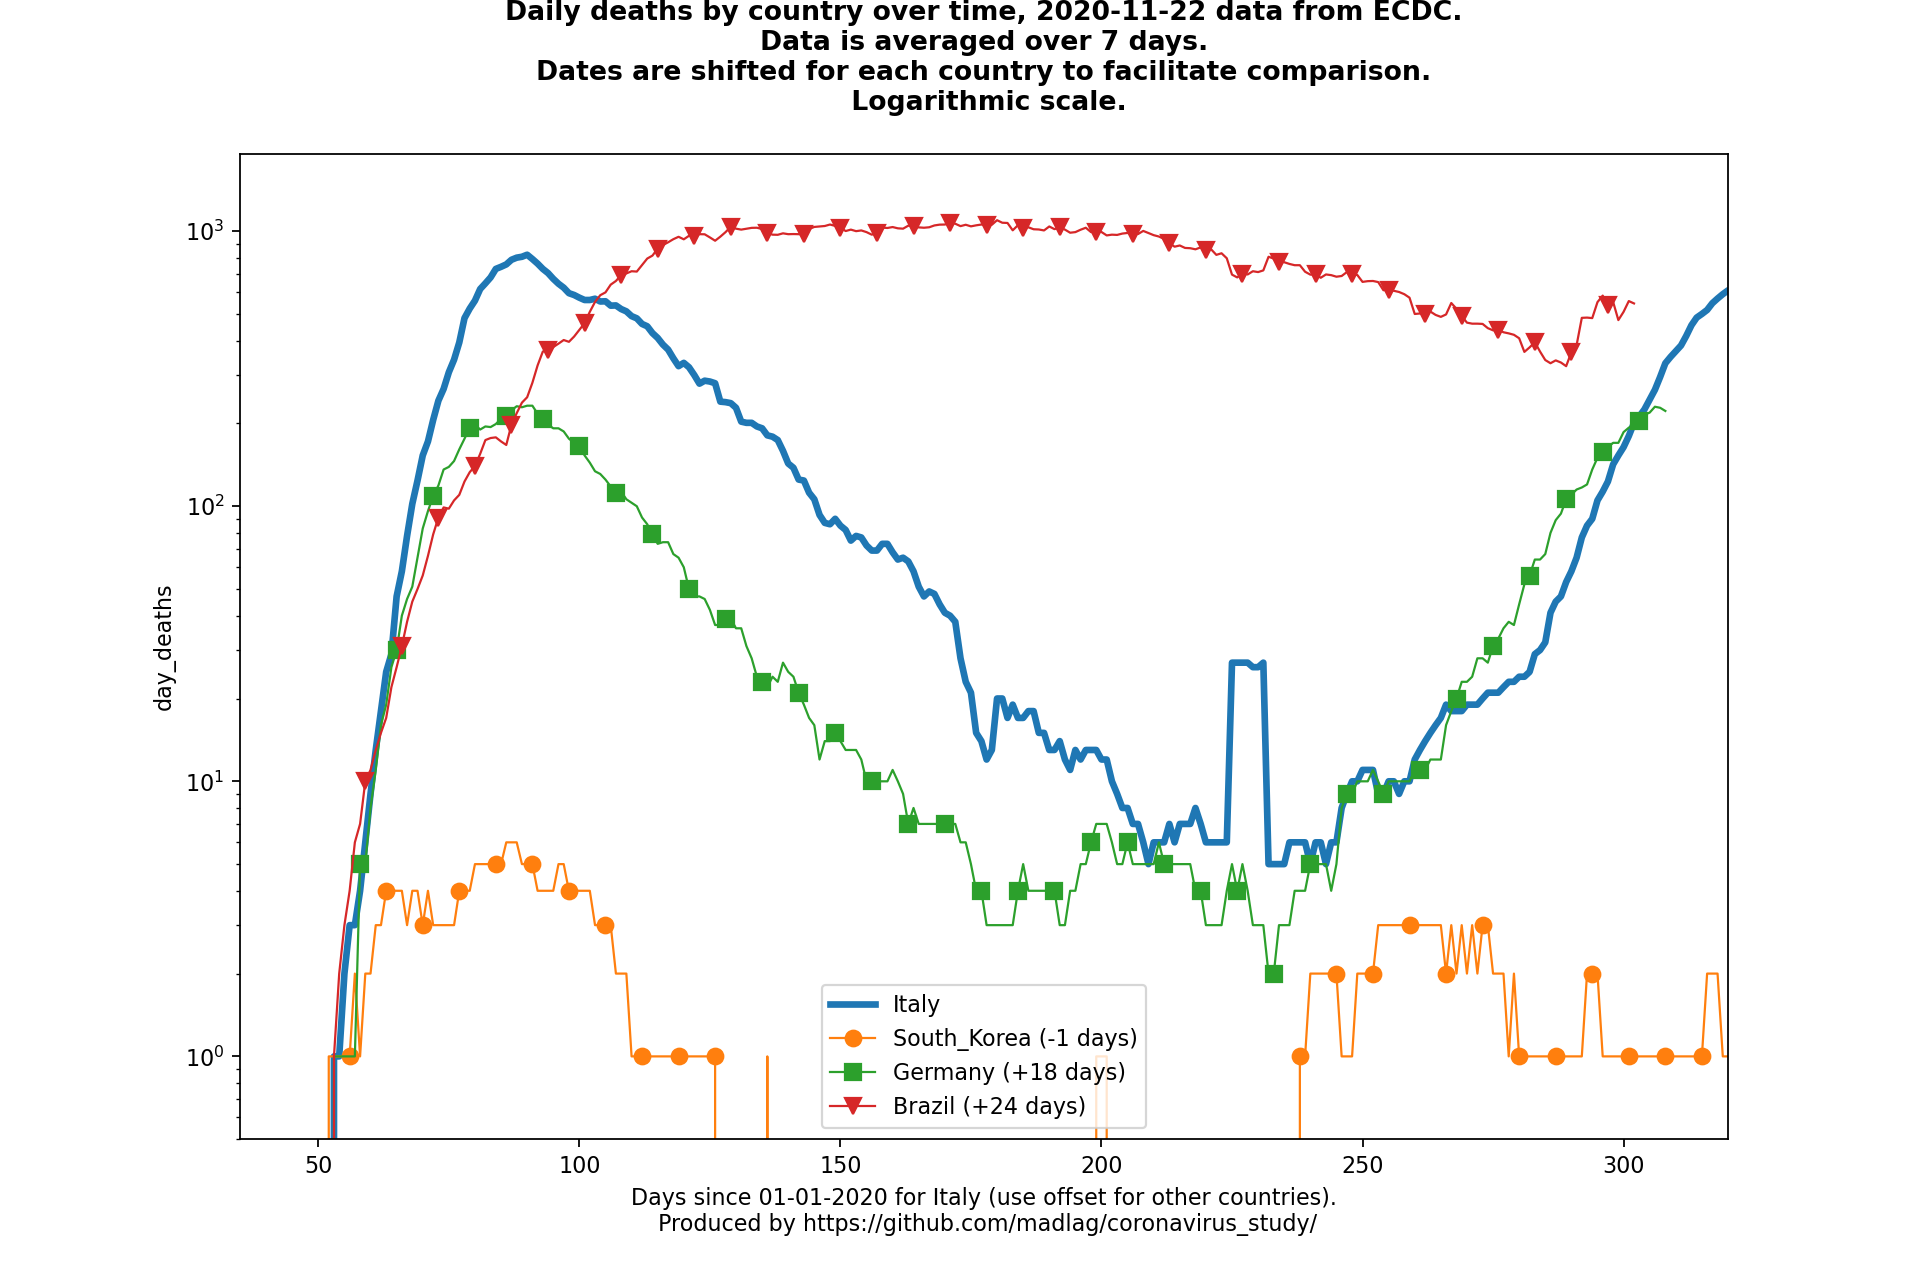 Daily deaths by country over time, 2020-11-22 data from ECDC.
Data is averaged over 7 days.
Dates are shifted for each country to facilitate comparison.
Logarithmic scale.
10³
10²
10¹
10⁰
day_deaths
Italy
South_Korea (-1 days)
Germany (+18 days)
Brazil (+24 days)
50 100 150 200 250 300
Days since 01-01-2020 for Italy (use offset for other countries).
Produced by https://github.com/madlag/coronavirus_study/